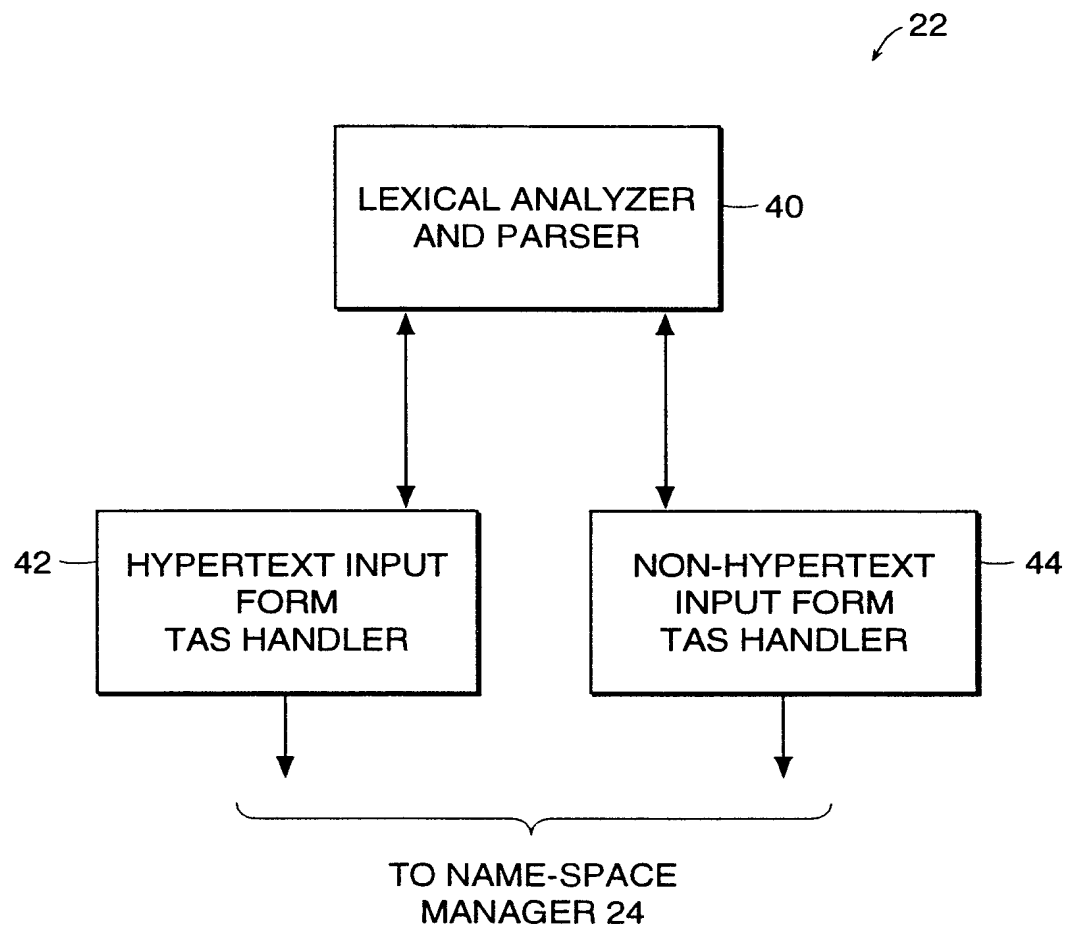 22
LEXICAL ANALYZER
AND PARSER
40
42
HYPERTEXT INPUT
FORM
TAS HANDLER
NON-HYPERTEXT
INPUT FORM
TAS HANDLER
44
TO NAME-SPACE
MANAGER 24